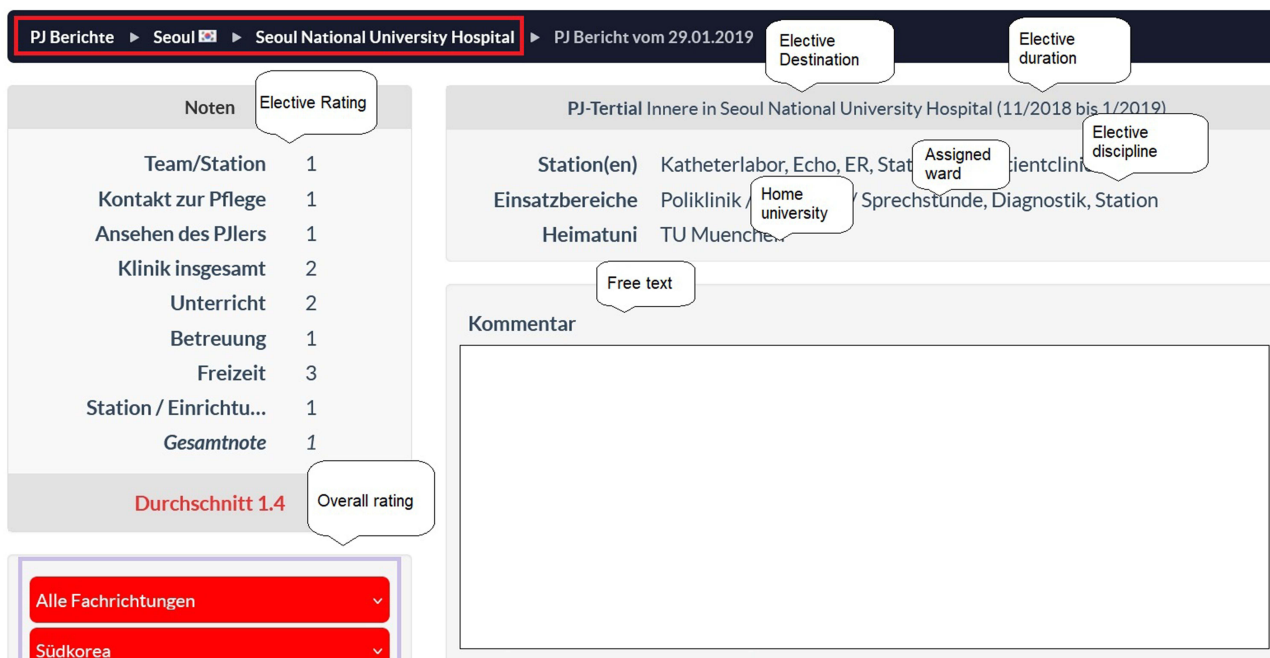 PJ Berichte ▶ Seoul 🇰🇷 ▶ Seoul National University Hospital ▶ PJ Bericht vom 29.01.2019
Elective
Destination
Elective
duration
Noten
Elective Rating
Team/Station 1
Kontakt zur Pflege 1
Ansehen des PJlers 1
Klinik insgesamt 2
Unterricht 2
Betreuung 1
Freizeit 3
Station / Einrichtu... 1
Gesamtnote 1
Durchschnitt 1.4
Overall rating
Alle Fachrichtungen
Südkorea
PJ-Tertial Innere in Seoul National University Hospital (11/2018 bis 1/2019)
Elective
discipline
Assigned
ward
Station(en) Katheterlabor, Echo, ER,
Home
university
Einsatzbereiche Poliklinik / Sprechstunde, Diagnostik, Station
Heimatuni TU Muenchen
Free text
Kommentar